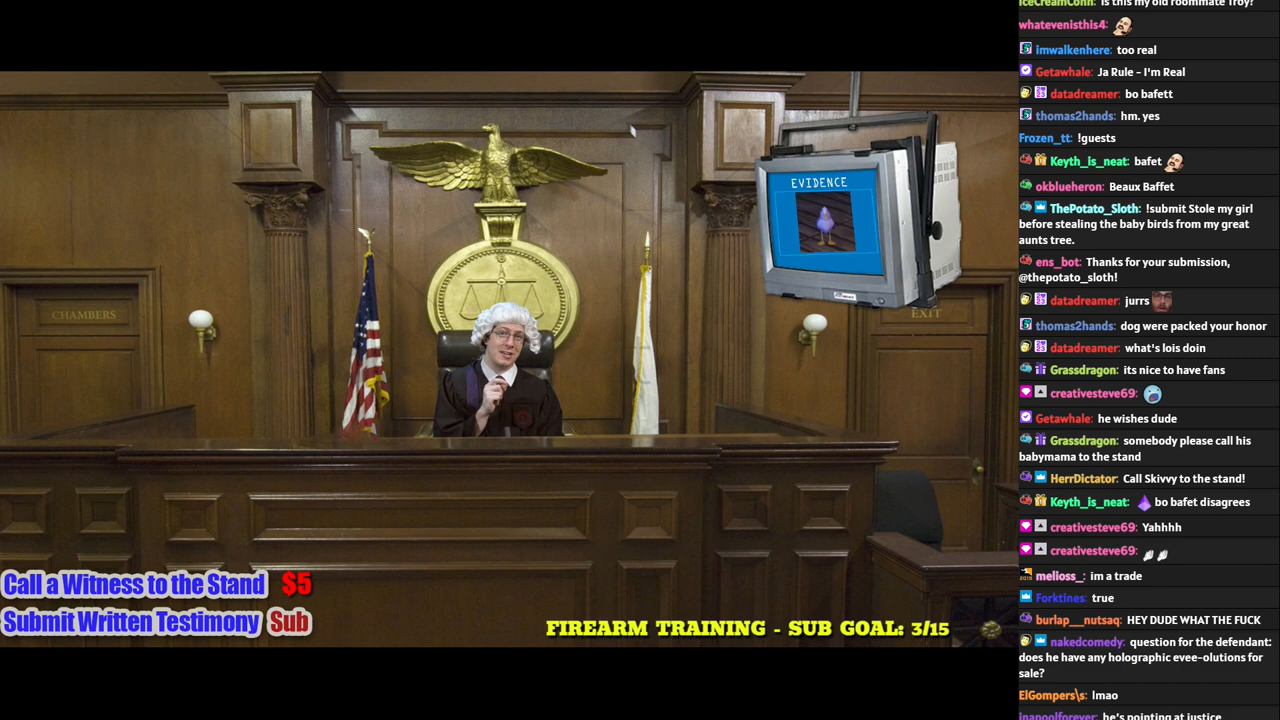 IceCreamConn: Is this my old roommate Troy?
whatevenisthis4:
imwalkenhere: too real
Getawhale: Ja Rule - I'm Real
datadreamer: bo bafett
thomas2hands: hm. yes
Frozen_tt: !guests
Keyth_is_neat: bafet
okblueheron: Beaux Baffet
ThePotato_Sloth: !submit Stole my girl
before stealing the baby birds from my great
aunts tree.
ens_bot: Thanks for your submission,
@thepotato_sloth!
datadreamer: jurrs
thomas2hands: dog were packed your honor
datadreamer: what's lois doin
Grassdragon: its nice to have fans
creativesteve69:
Getawhale: he wishes dude
Grassdragon: somebody please call his
babymama to the stand
HerrDictator: Call Skivvy to the stand!
Keyth_is_neat: bo bafet disagrees
creativesteve69: Yahhhh
creativesteve69:
melioss_: im a trade
Forktines: true
burlap__nutsaq: HEY DUDE WHAT THE FUCK
nakedcomedy: question for the defendant:
does he have any holographic evee-olutions for
sale?
ElGompers\s: lmao
inapoolforever: he's pointing at justice
EVIDENCE
CHAMBERS
EXIT
Call a Witness to the Stand $5
Submit Written Testimony Sub
FIREARM TRAINING - SUB GOAL: 3/15